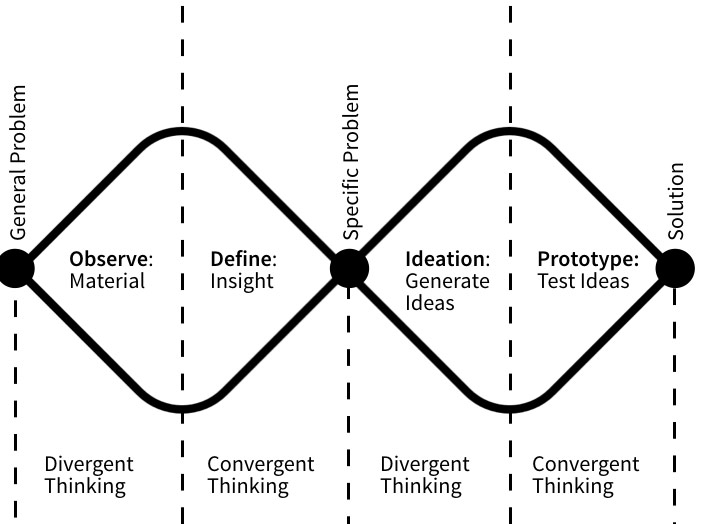 General Problem
Specific Problem
Solution
Observe:
Material
Define:
Insight
Ideation:
Generate
Ideas
Prototype:
Test Ideas
Divergent
Thinking
Convergent
Thinking
Divergent
Thinking
Convergent
Thinking